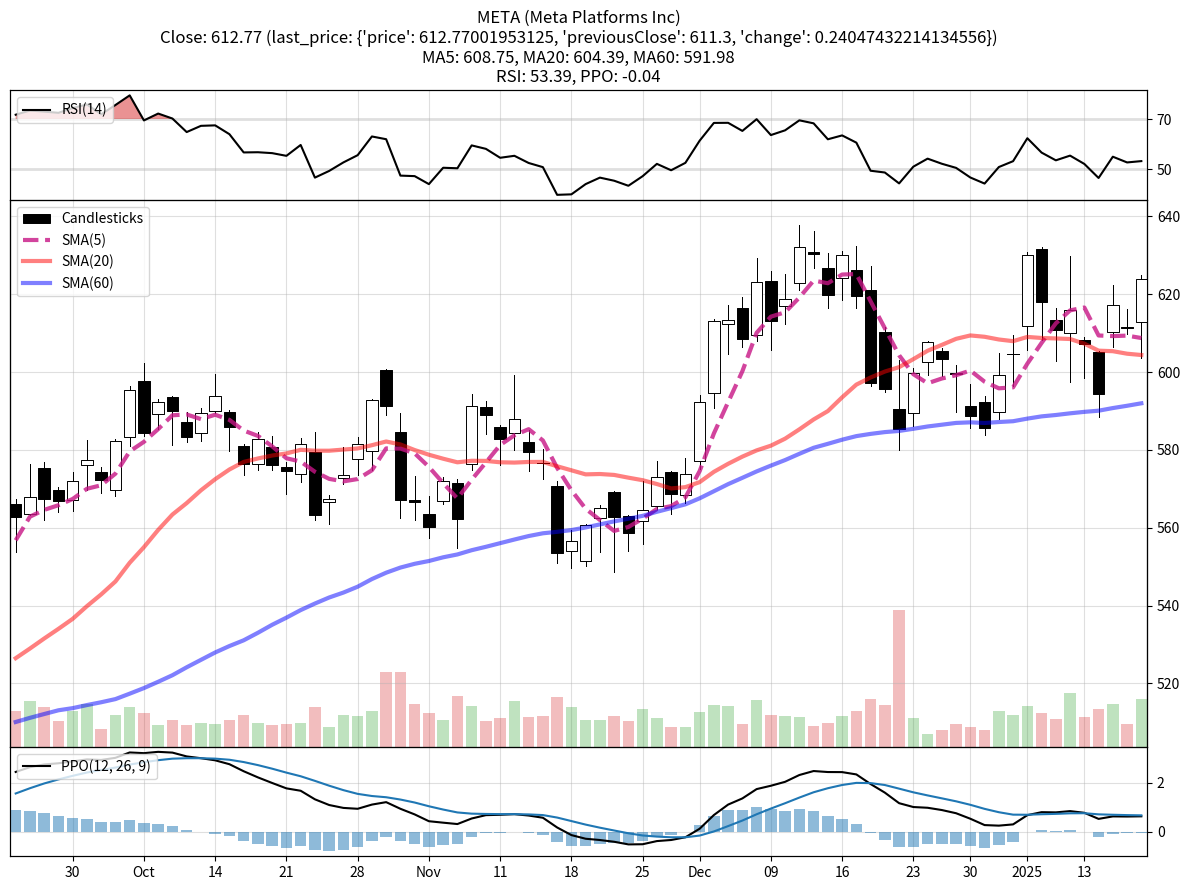 META (Meta Platforms Inc)
Close: 612.77 (last_price: {'price': 612.77001953125, 'previousClose': 611.3, 'change': 0.24047432214134556})
MA5: 608.75, MA20: 604.39, MA60: 591.98
RSI: 53.39, PPO: -0.04
RSI(14)
70
50
Candlesticks
SMA(5)
SMA(20)
SMA(60)
640
620
600
580
560
540
520
PPO(12, 26, 9)
2
0
30 Oct 14 21 28 Nov 11 18 25 Dec 09 16 23 30 2025 13